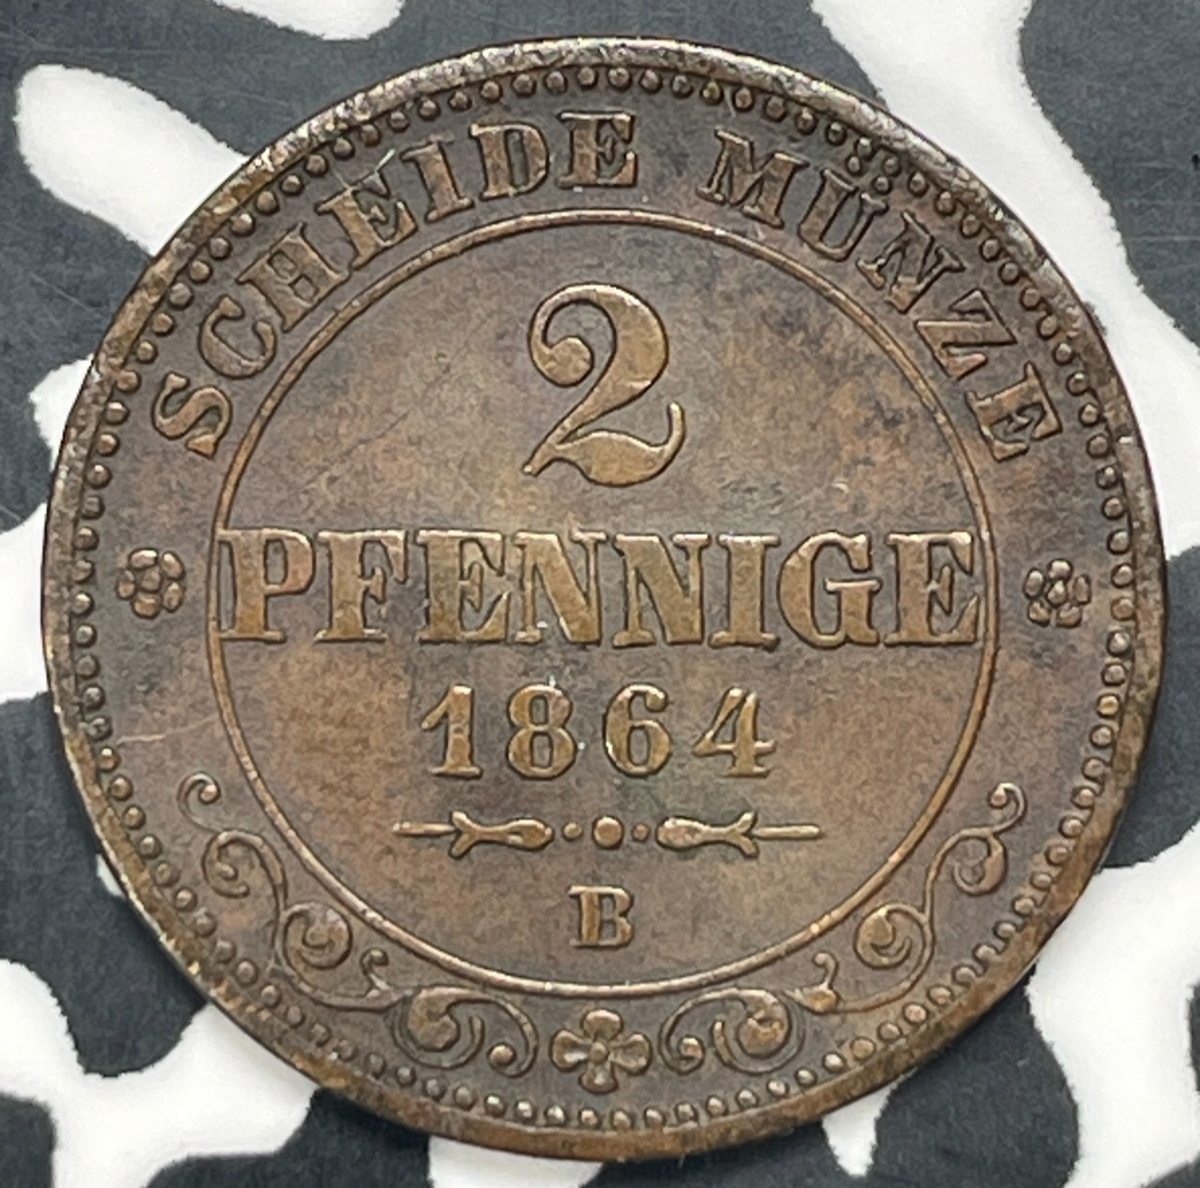 SCHEIDE MÜNZE
2
PFENNIGE
1864
B